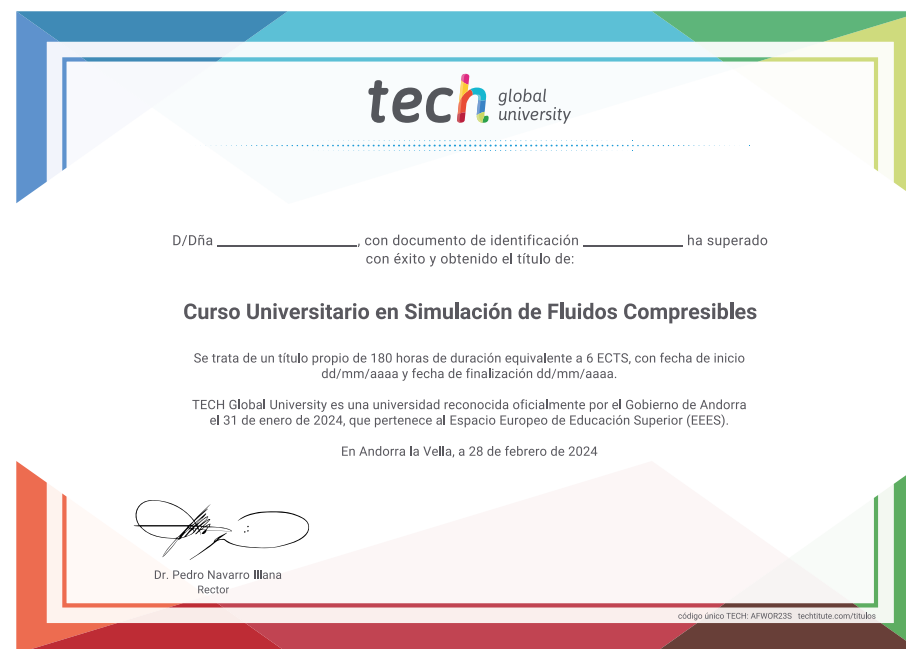 tech global university
D/Dña ____________________, con documento de identificación ______________ ha superado
con éxito y obtenido el título de:
Curso Universitario en Simulación de Fluidos Compresibles
Se trata de un título propio de 180 horas de duración equivalente a 6 ECTS, con fecha de inicio
dd/mm/aaaa y fecha de finalización dd/mm/aaaa.
TECH Global University es una universidad reconocida oficialmente por el Gobierno de Andorra
el 31 de enero de 2024, que pertenece al Espacio Europeo de Educación Superior (EEES).
En Andorra la Vella, a 28 de febrero de 2024
Dr. Pedro Navarro Illana
Rector
código único TECH: AFWOR23S techtitute.com/titulos